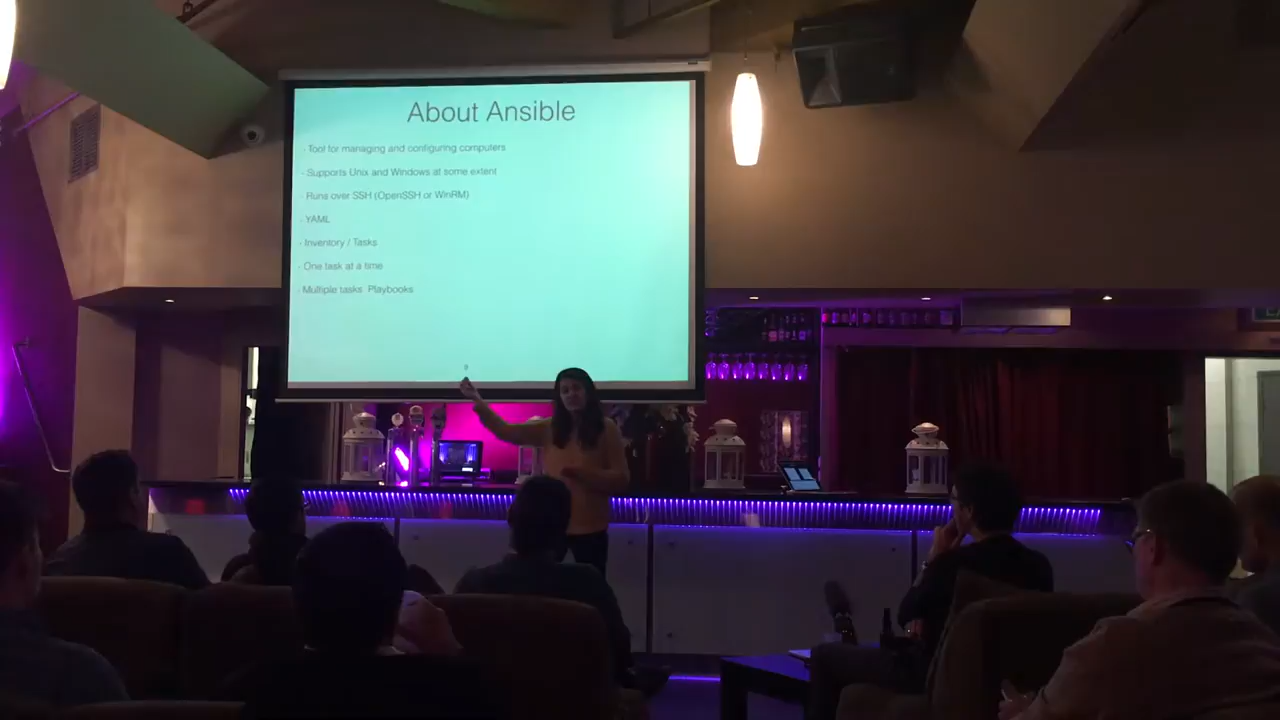 About Ansible
- Tool for managing and configuring computers
- Supports Unix and Windows at some extent
- Runs over SSH (OpenSSH or WinRM)
- YAML
- Inventory / Tasks
- One task at a time
- Multiple tasks Playbooks